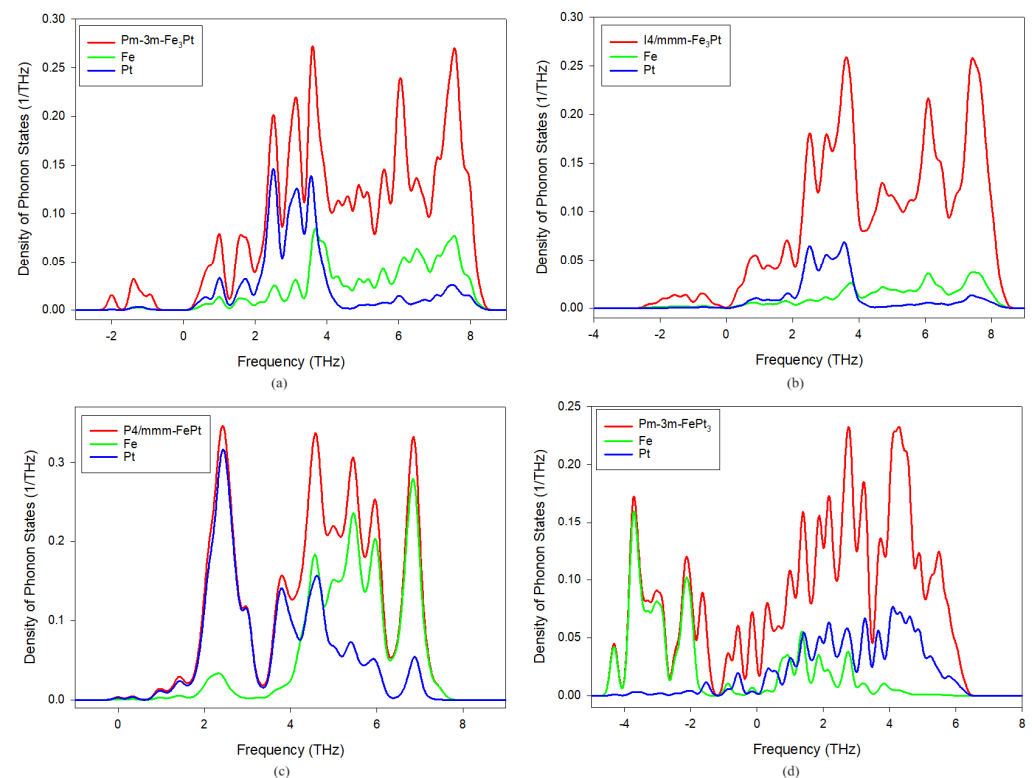 0.30
0.25
0.20
0.15
0.10
0.05
0.00
Density of Phonon States (1/THz)
Pm-3m-Fe₃Pt
Fe
Pt
-2 0 2 4 6 8
Frequency (THz)
(a)
0.30
0.25
0.20
0.15
0.10
0.05
0.00
Density of Phonon States (1/THz)
I4/mmm-Fe₃Pt
Fe
Pt
-4 -2 0 2 4 6 8
Frequency (THz)
(b)
0.3
0.2
0.1
0.0
Density of Phonon States (1/THz)
P4/mmm-FePt
Fe
Pt
0 2 4 6 8
Frequency (THz)
(c)
0.25
0.20
0.15
0.10
0.05
0.00
Density of Phonon States (1/THz)
Pm-3m-FePt₃
Fe
Pt
-4 -2 0 2 4 6 8
Frequency (THz)
(d)